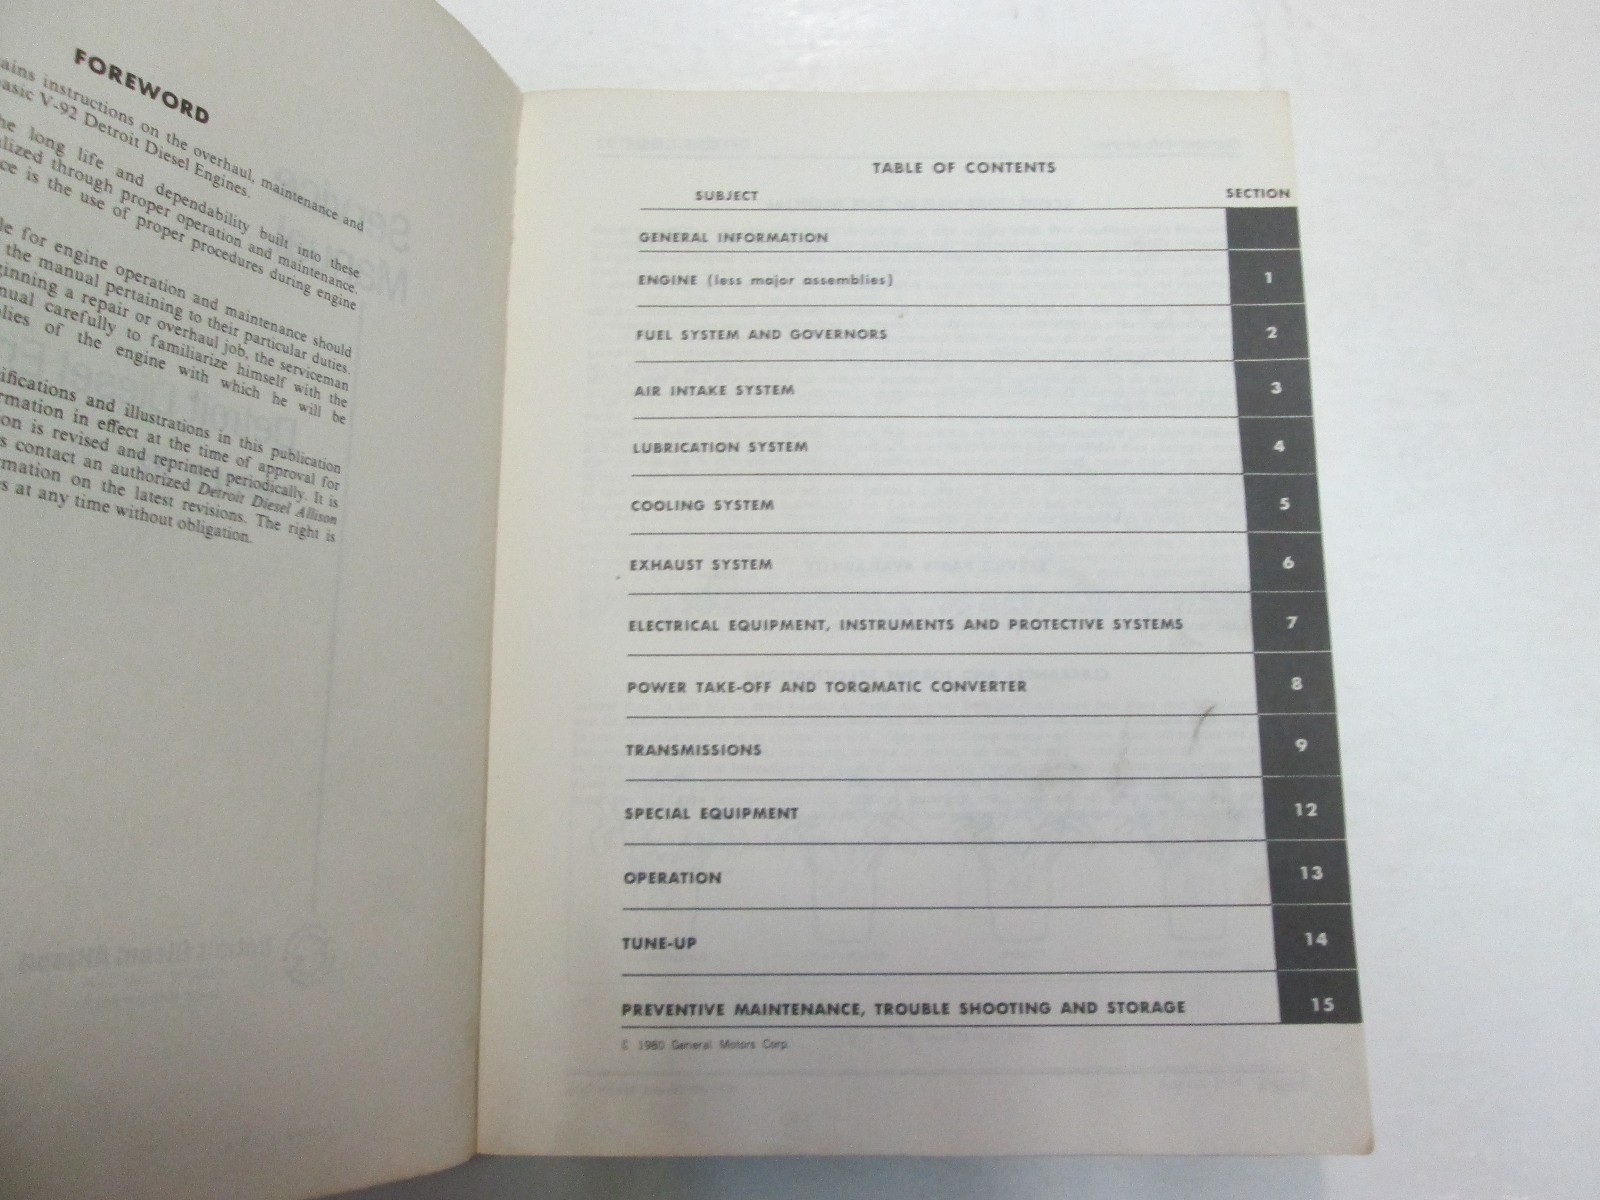 FOREWORD
ains instructions on the overhaul, maintenance and
basic V-92 Detroit Diesel Engines.
he long life and dependability built into these
alized through proper operation and maintenance.
ce is the use of proper procedures during engine
le for engine operation and maintenance should
the manual pertaining to their particular duties.
ginning a repair or overhaul job, the serviceman
nual carefully to familiarize himself with the
lies of the engine with which he will be
ifications and illustrations in this publication
rmation in effect at the time of approval for
on is revised and reprinted periodically. It is
s contact an authorized Detroit Diesel Allison
rmation on the latest revisions. The right is
s at any time without obligation.
TABLE OF CONTENTS
SUBJECT SECTION
GENERAL INFORMATION
ENGINE (less major assemblies) 1
FUEL SYSTEM AND GOVERNORS 2
AIR INTAKE SYSTEM 3
LUBRICATION SYSTEM 4
COOLING SYSTEM 5
EXHAUST SYSTEM 6
ELECTRICAL EQUIPMENT, INSTRUMENTS AND PROTECTIVE SYSTEMS 7
POWER TAKE-OFF AND TORQMATIC CONVERTER 8
TRANSMISSIONS 9
SPECIAL EQUIPMENT 12
OPERATION 13
TUNE-UP 14
PREVENTIVE MAINTENANCE, TROUBLE SHOOTING AND STORAGE 15
© 1980 General Motors Corp.